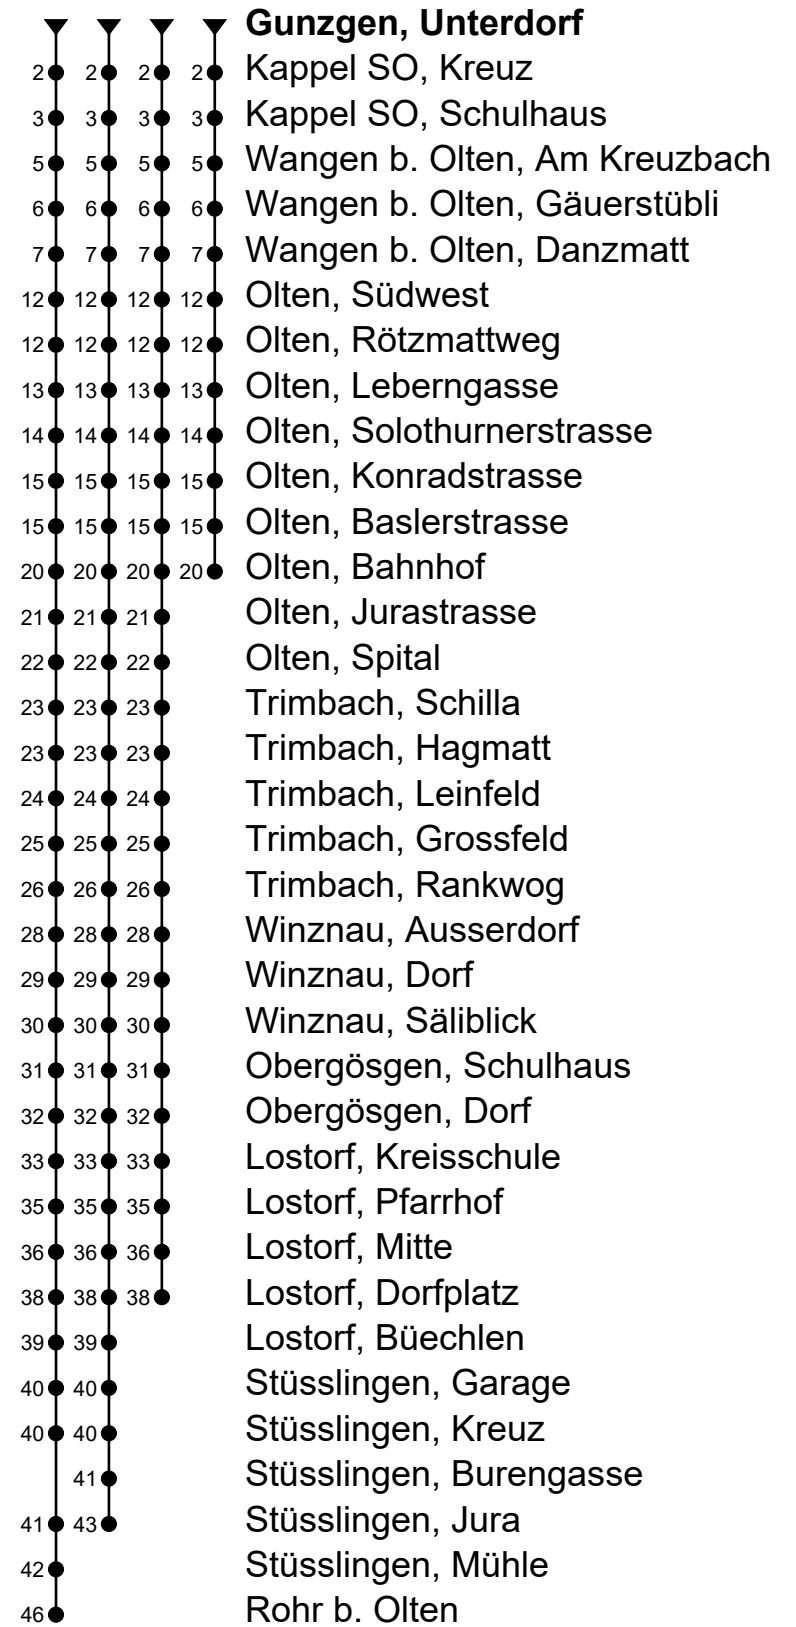 Gunzgen, Unterdorf
2 2 2 2 Kappel SO, Kreuz
3 3 3 3 Kappel SO, Schulhaus
5 5 5 5 Wangen b. Olten, Am Kreuzbach
6 6 6 6 Wangen b. Olten, Gäuerstübli
7 7 7 7 Wangen b. Olten, Danzmatt
12 12 12 12 Olten, Südwest
12 12 12 12 Olten, Rötzmattweg
13 13 13 13 Olten, Leberngasse
14 14 14 14 Olten, Solothurnerstrasse
15 15 15 15 Olten, Konradstrasse
15 15 15 15 Olten, Baslerstrasse
20 20 20 20 Olten, Bahnhof
21 21 21 Olten, Jurastrasse
22 22 22 Olten, Spital
23 23 23 Trimbach, Schilla
23 23 23 Trimbach, Hagmatt
24 24 24 Trimbach, Leinfeld
25 25 25 Trimbach, Grossfeld
26 26 26 Trimbach, Rankwog
28 28 28 Winznau, Ausserdorf
29 29 29 Winznau, Dorf
30 30 30 Winznau, Säliblick
31 31 31 Obergösgen, Schulhaus
32 32 32 Obergösgen, Dorf
33 33 33 Lostorf, Kreisschule
35 35 35 Lostorf, Pfarrhof
36 36 36 Lostorf, Mitte
38 38 38 Lostorf, Dorfplatz
39 39 Lostorf, Büechlen
40 40 Stüsslingen, Garage
40 40 Stüsslingen, Kreuz
41 Stüsslingen, Burengasse
41 43 Stüsslingen, Jura
42 Stüsslingen, Mühle
46 Rohr b. Olten